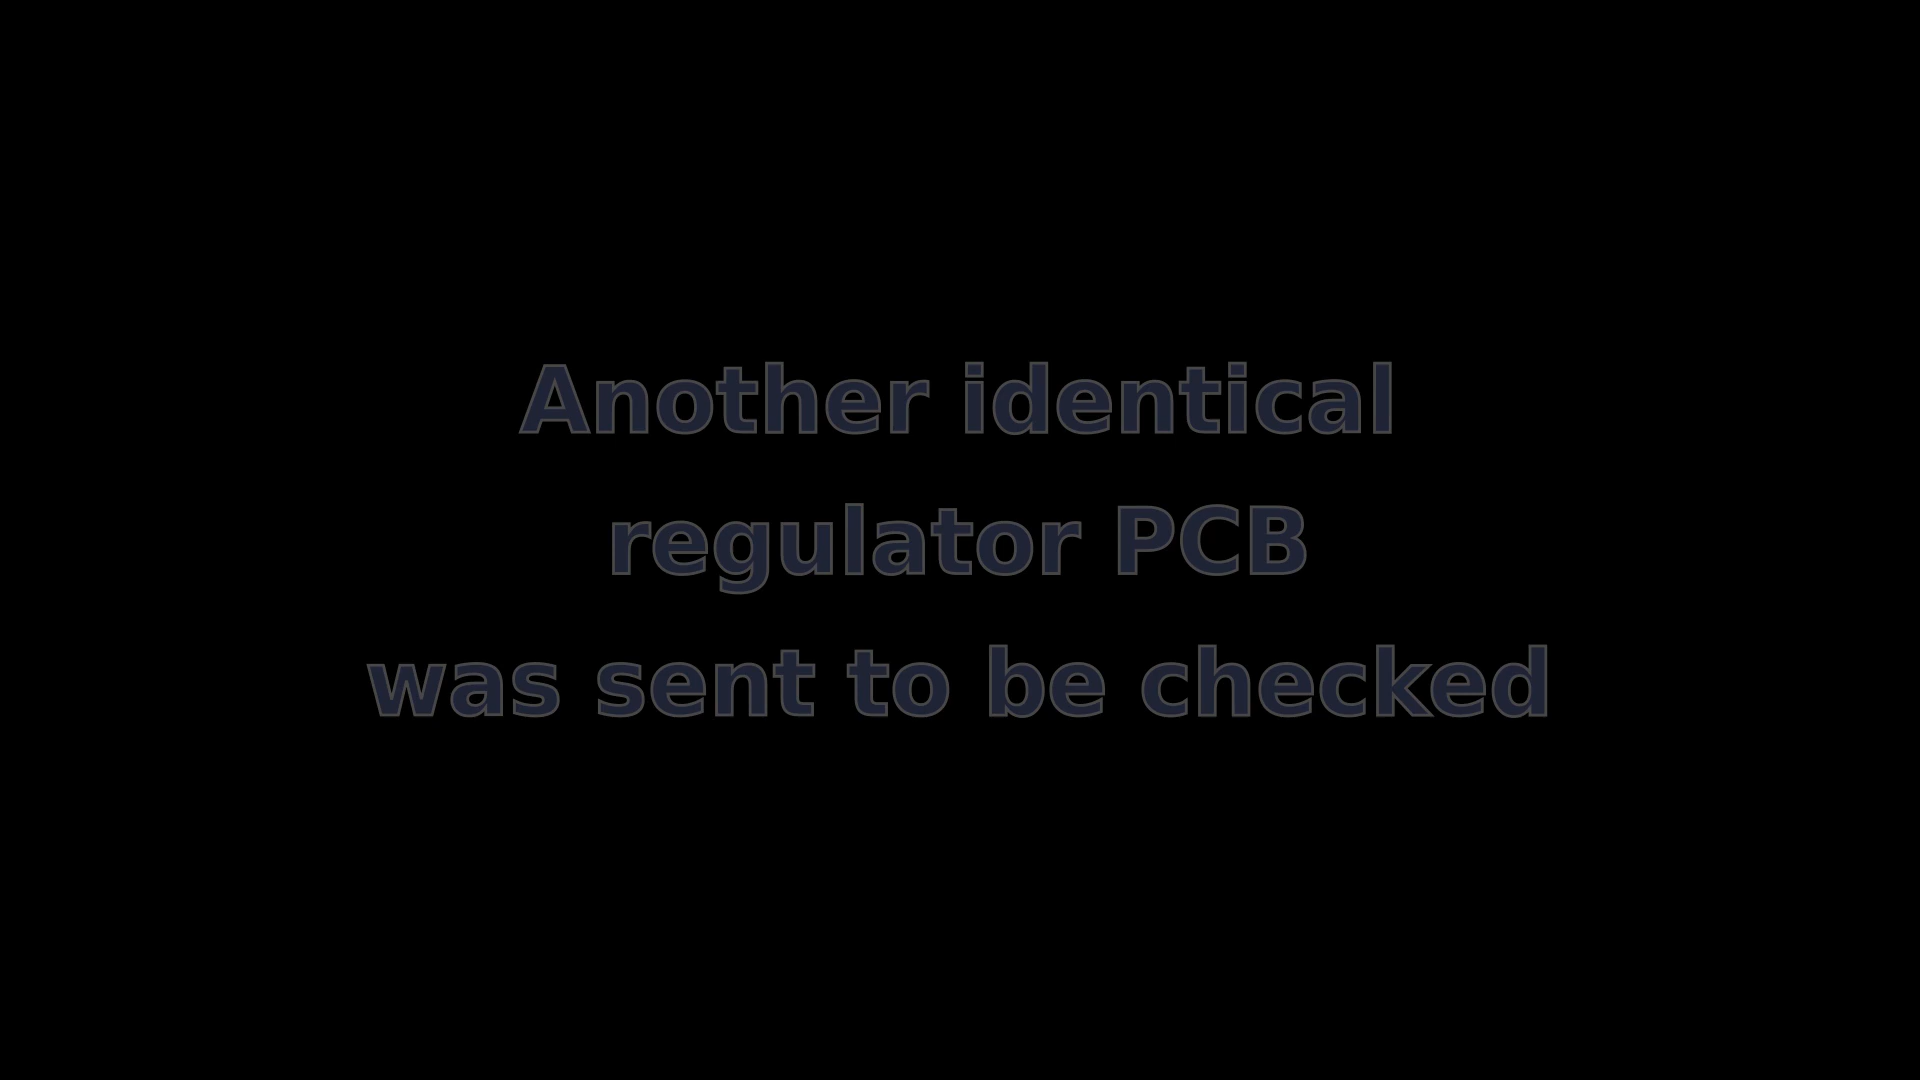 Another identical
regulator PCB
was sent to be checked